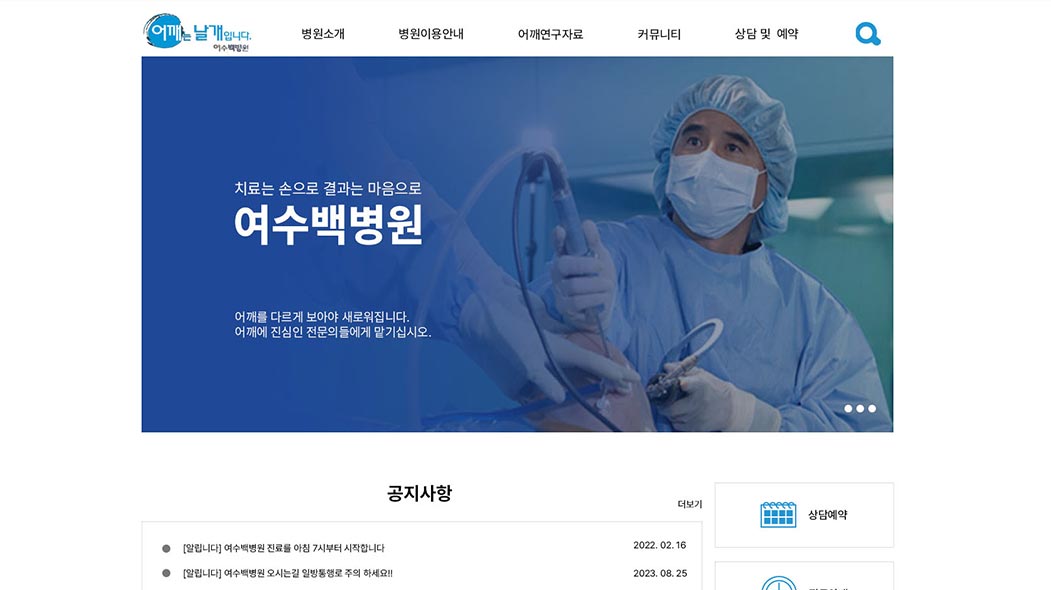 어깨는 날개입니다.
여수백병원
병원소개
병원이용안내
어깨연구자료
커뮤니티
상담 및 예약
치료는 손으로 결과는 마음으로
여수백병원
어깨를 다르게 보아야 새로워집니다.
어깨에 진심인 전문의들에게 맡기십시오.
공지사항
더보기
[알립니다] 여수백병원 진료를 아침 7시부터 시작합니다
2022. 02. 16
[알립니다] 여수백병원 오시는길 일방통행로 주의 하세요!!
2023. 08. 25
상담예약